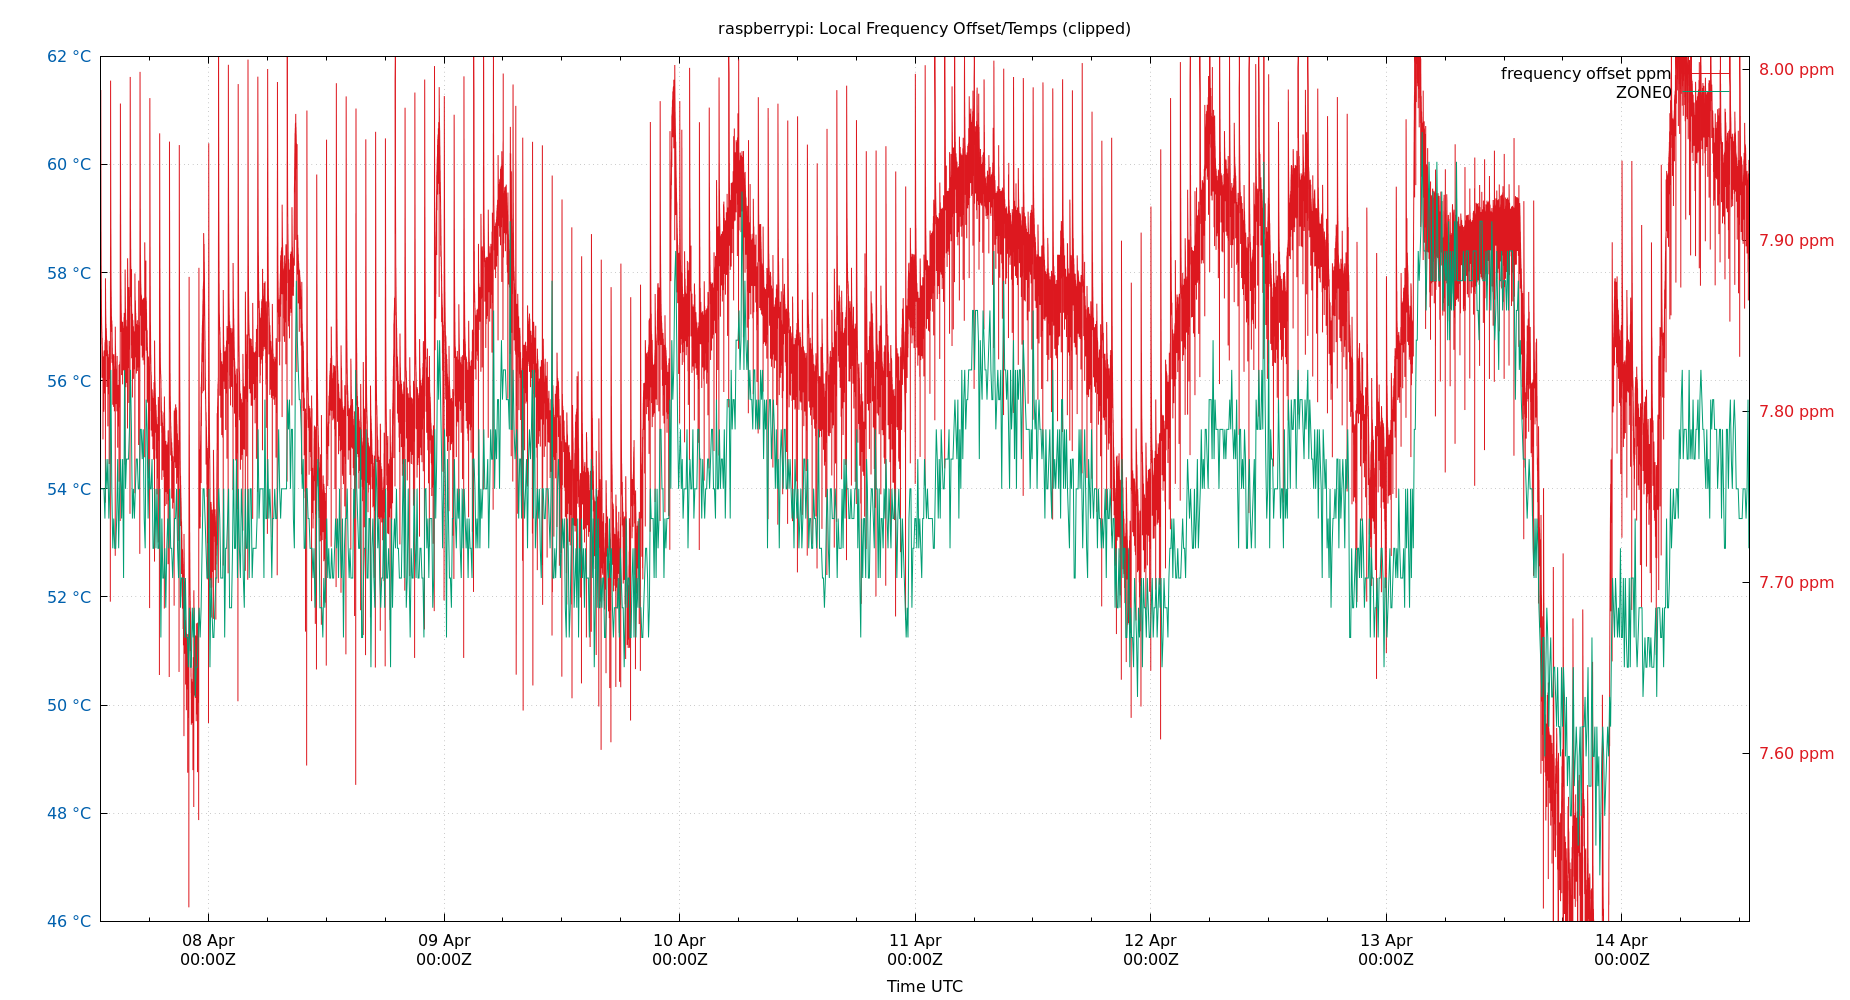 raspberrypi: Local Frequency Offset/Temps (clipped)
62 °C
60 °C
58 °C
56 °C
54 °C
52 °C
50 °C
48 °C
46 °C
frequency offset ppm
ZONE0
8.00 ppm
7.90 ppm
7.80 ppm
7.70 ppm
7.60 ppm
08 Apr
00:00Z
09 Apr
00:00Z
10 Apr
00:00Z
11 Apr
00:00Z
12 Apr
00:00Z
13 Apr
00:00Z
14 Apr
00:00Z
Time UTC